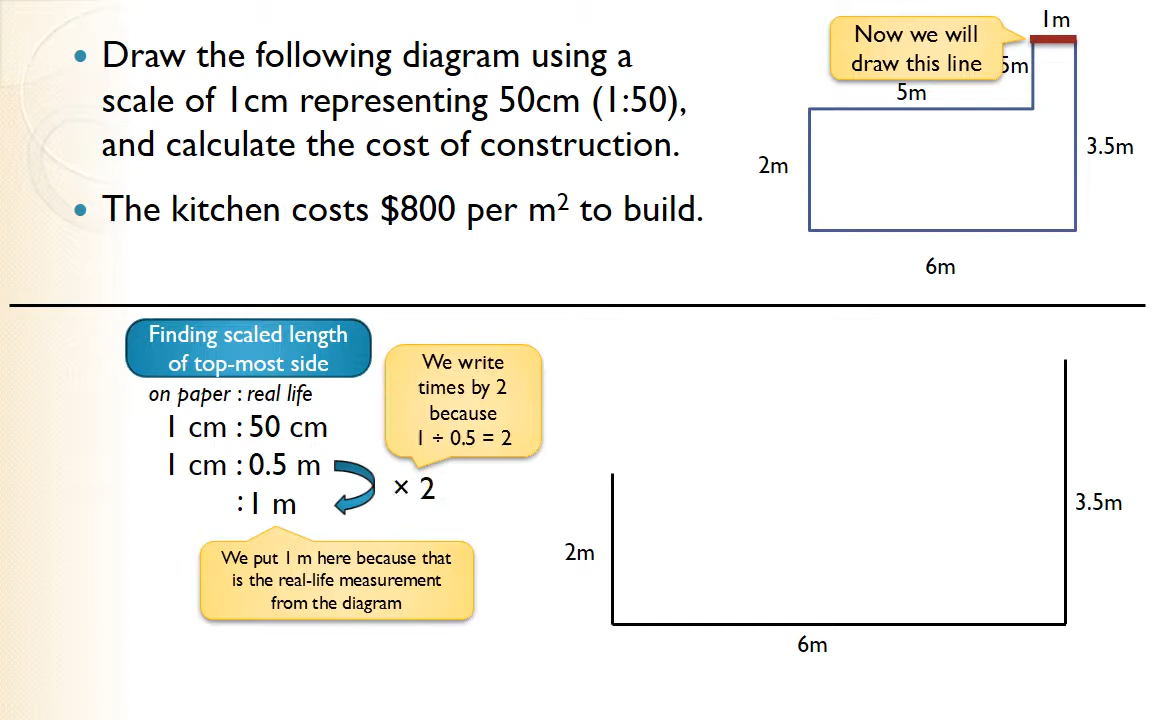 Draw the following diagram using a
scale of 1cm representing 50cm (1:50),
and calculate the cost of construction.
The kitchen costs $800 per m² to build.
1m
Now we will
draw this line
5m
5m
2m
3.5m
6m
Finding scaled length
of top-most side
on paper : real life
1 cm : 50 cm
1 cm : 0.5 m
: 1 m
× 2
We write
times by 2
because
1 ÷ 0.5 = 2
We put 1 m here because that
is the real-life measurement
from the diagram
2m
3.5m
6m